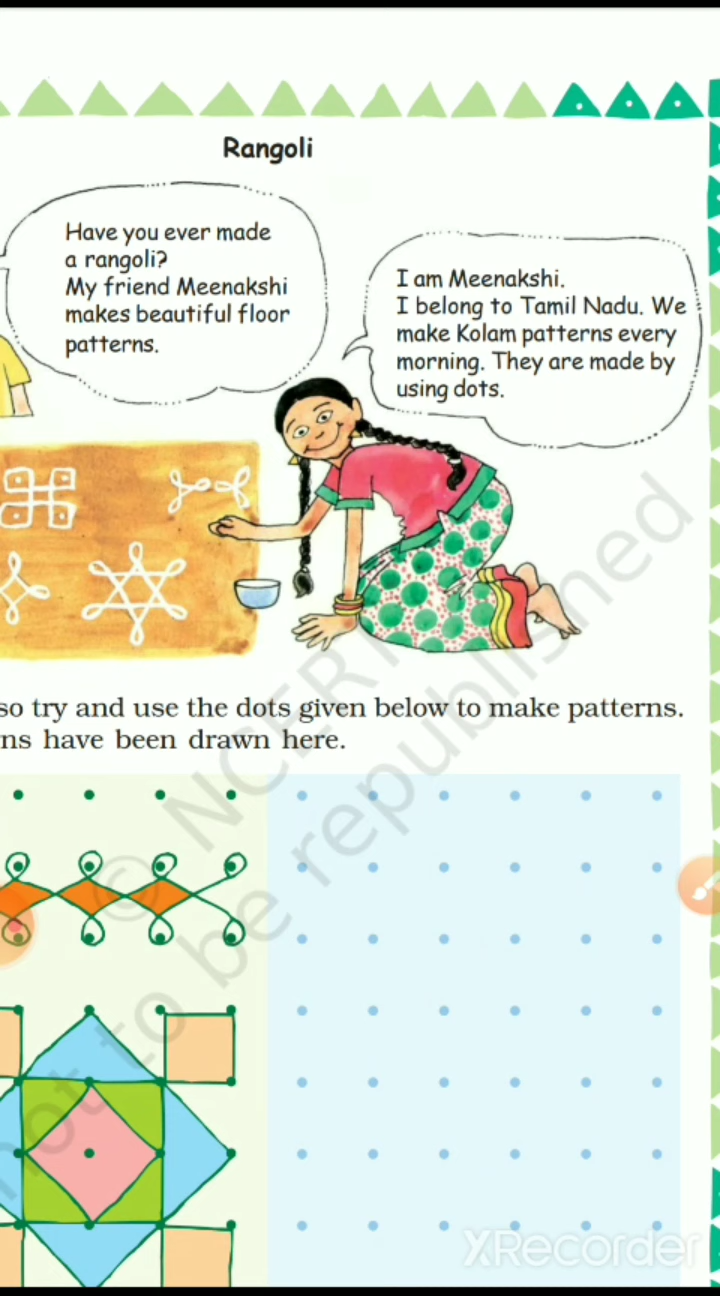 Rangoli
Have you ever made
a rangoli?
My friend Meenakshi
makes beautiful floor
patterns.
I am Meenakshi.
I belong to Tamil Nadu. We
make Kolam patterns every
morning. They are made by
using dots.
so try and use the dots given below to make patterns.
ns have been drawn here.
© NCERT
not to be republished
XRecorder